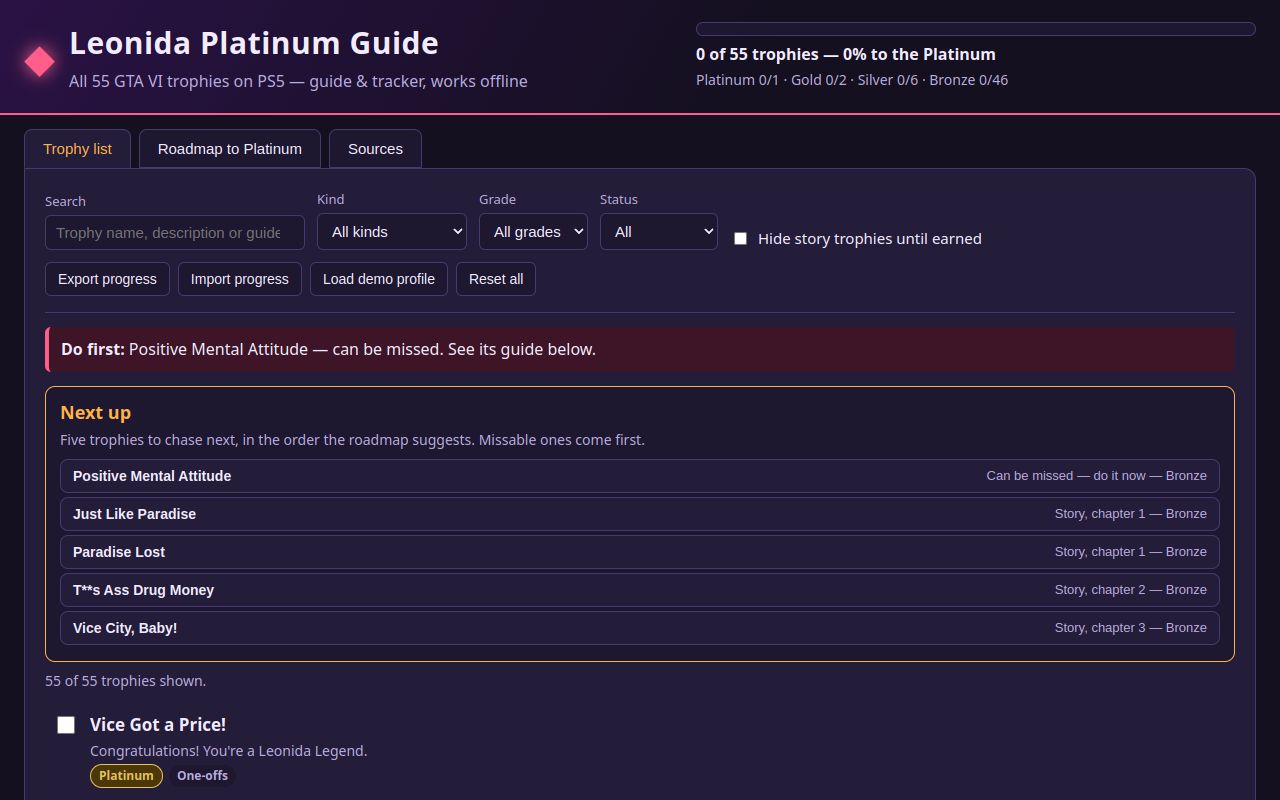 Leonida Platinum Guide
All 55 GTA VI trophies on PS5 — guide & tracker, works offline
0 of 55 trophies — 0% to the Platinum
Platinum 0/1 · Gold 0/2 · Silver 0/6 · Bronze 0/46
Trophy list
Roadmap to Platinum
Sources
Search
Kind
Grade
Status
Trophy name, description or guide
All kinds
All grades
All
Hide story trophies until earned
Export progress
Import progress
Load demo profile
Reset all
Do first: Positive Mental Attitude — can be missed. See its guide below.
Next up
Five trophies to chase next, in the order the roadmap suggests. Missable ones come first.
Positive Mental Attitude
Can be missed — do it now — Bronze
Just Like Paradise
Story, chapter 1 — Bronze
Paradise Lost
Story, chapter 1 — Bronze
T**s Ass Drug Money
Story, chapter 2 — Bronze
Vice City, Baby!
Story, chapter 3 — Bronze
55 of 55 trophies shown.
Vice Got a Price!
Congratulations! You're a Leonida Legend.
Platinum
One-offs